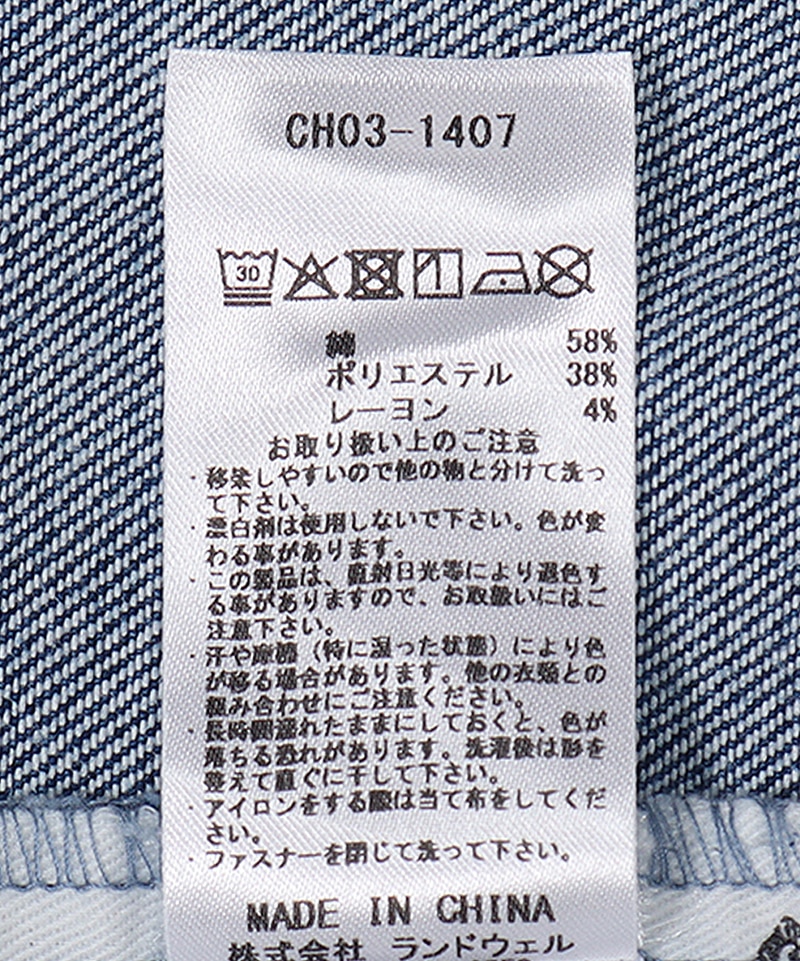 CH03-1407
30
綿 58%
ポリエステル 38%
レーヨン 4%
お取り扱い上のご注意
・移染しやすいので他の物と分けて洗っ
て下さい。
・漂白剤は使用しないで下さい。色が変
わる事があります。
・この製品は、直射日光等により退色す
る事がありますので、お取扱いにはご
注意下さい。
・汗や摩擦（特に湿った状態）により色
が移る場合があります。他の衣類との
組み合わせにご注意ください。
・長時間濡れたままにしておくと、色が
落ちる恐れがあります。洗濯後は形を
整えて直ぐに干して下さい。
・アイロンをする際は当て布をしてくだ
さい。
・ファスナーを閉じて洗って下さい。
MADE IN CHINA
株式会社 ランドウェル